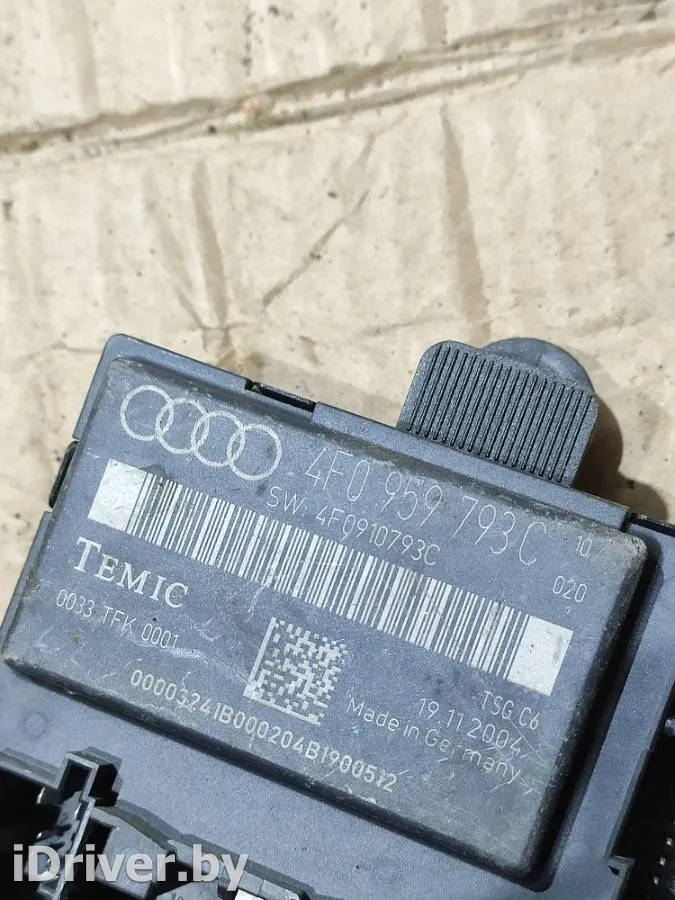 4F0 959 793C
SW: 4F0910793C
10
020
TEMIC
0033 TFK 0001
TSG C6
19.11.2004
Made in Germany
00003241B000204B1900512
iDriver.by